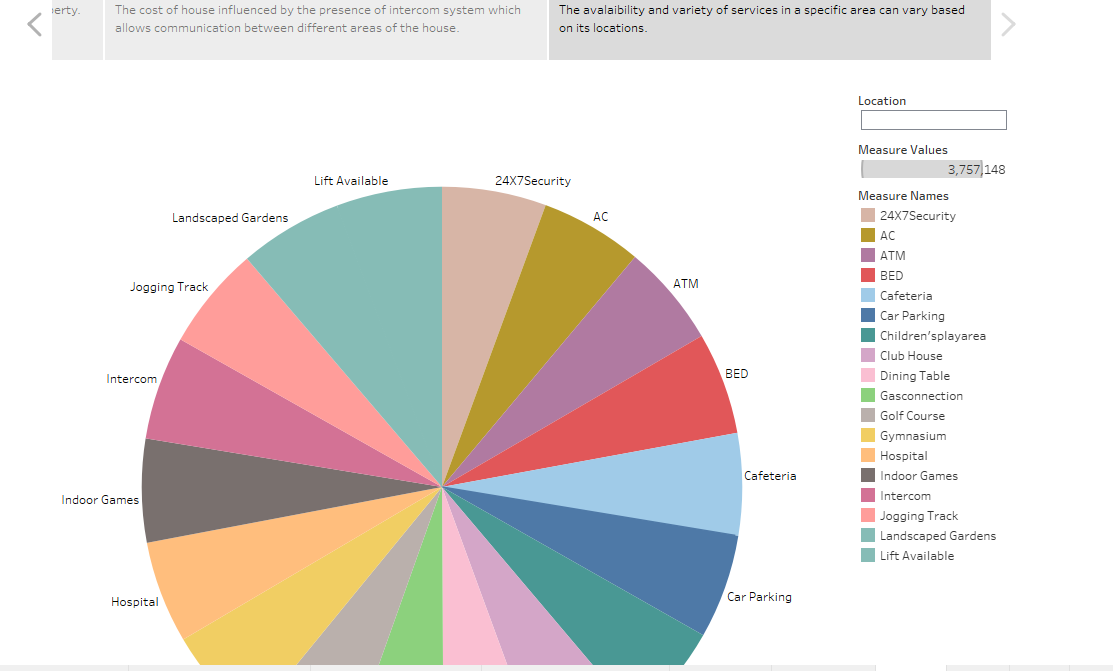 erty.
The cost of house influenced by the presence of intercom system which
allows communication between different areas of the house.
The avalaibility and variety of services in a specific area can vary based
on its locations.
Location
Measure Values
3,757,148
Measure Names
24X7Security
AC
ATM
BED
Cafeteria
Car Parking
Children'splayarea
Club House
Dining Table
Gasconnection
Golf Course
Gymnasium
Hospital
Indoor Games
Intercom
Jogging Track
Landscaped Gardens
Lift Available
Lift Available
24X7Security
Landscaped Gardens
AC
Jogging Track
ATM
Intercom
BED
Indoor Games
Cafeteria
Hospital
Car Parking